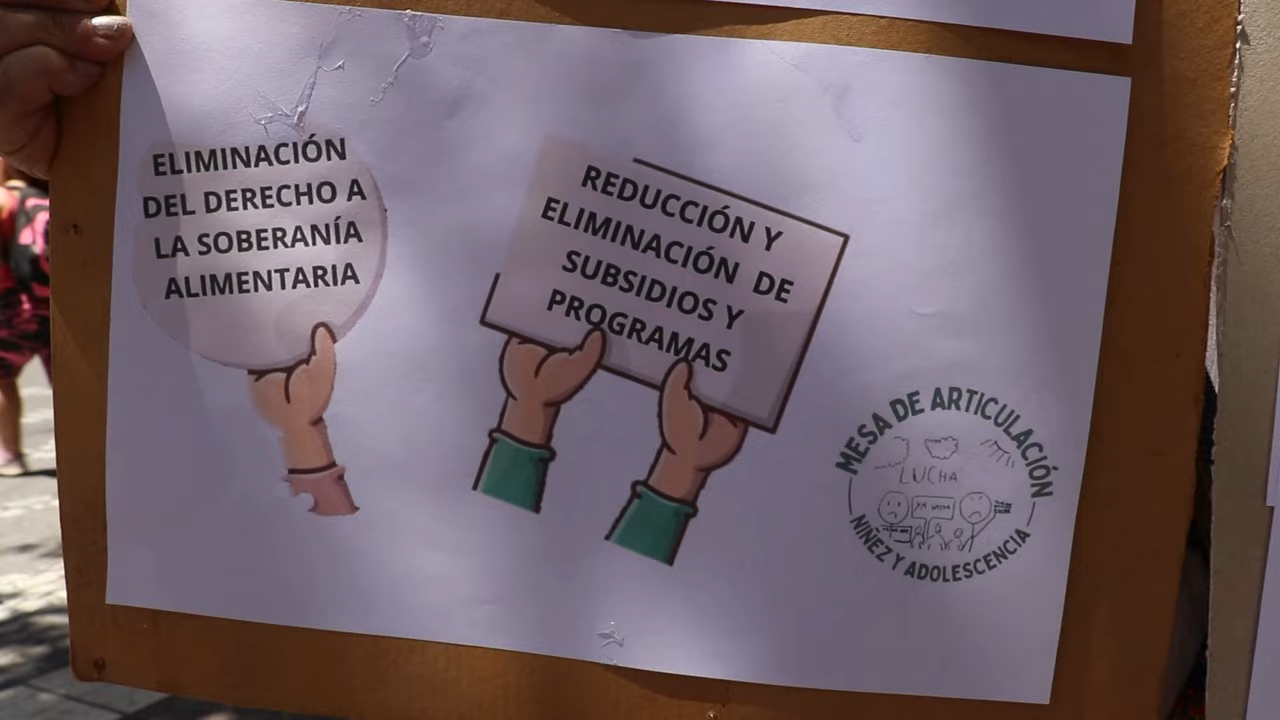 ELIMINACIÓN
DEL DERECHO A
LA SOBERANÍA
ALIMENTARIA
REDUCCIÓN Y
ELIMINACIÓN DE
SUBSIDIOS Y
PROGRAMAS
MESA DE ARTICULACIÓN
LUCHA
NIÑEZ Y ADOLESCENCIA